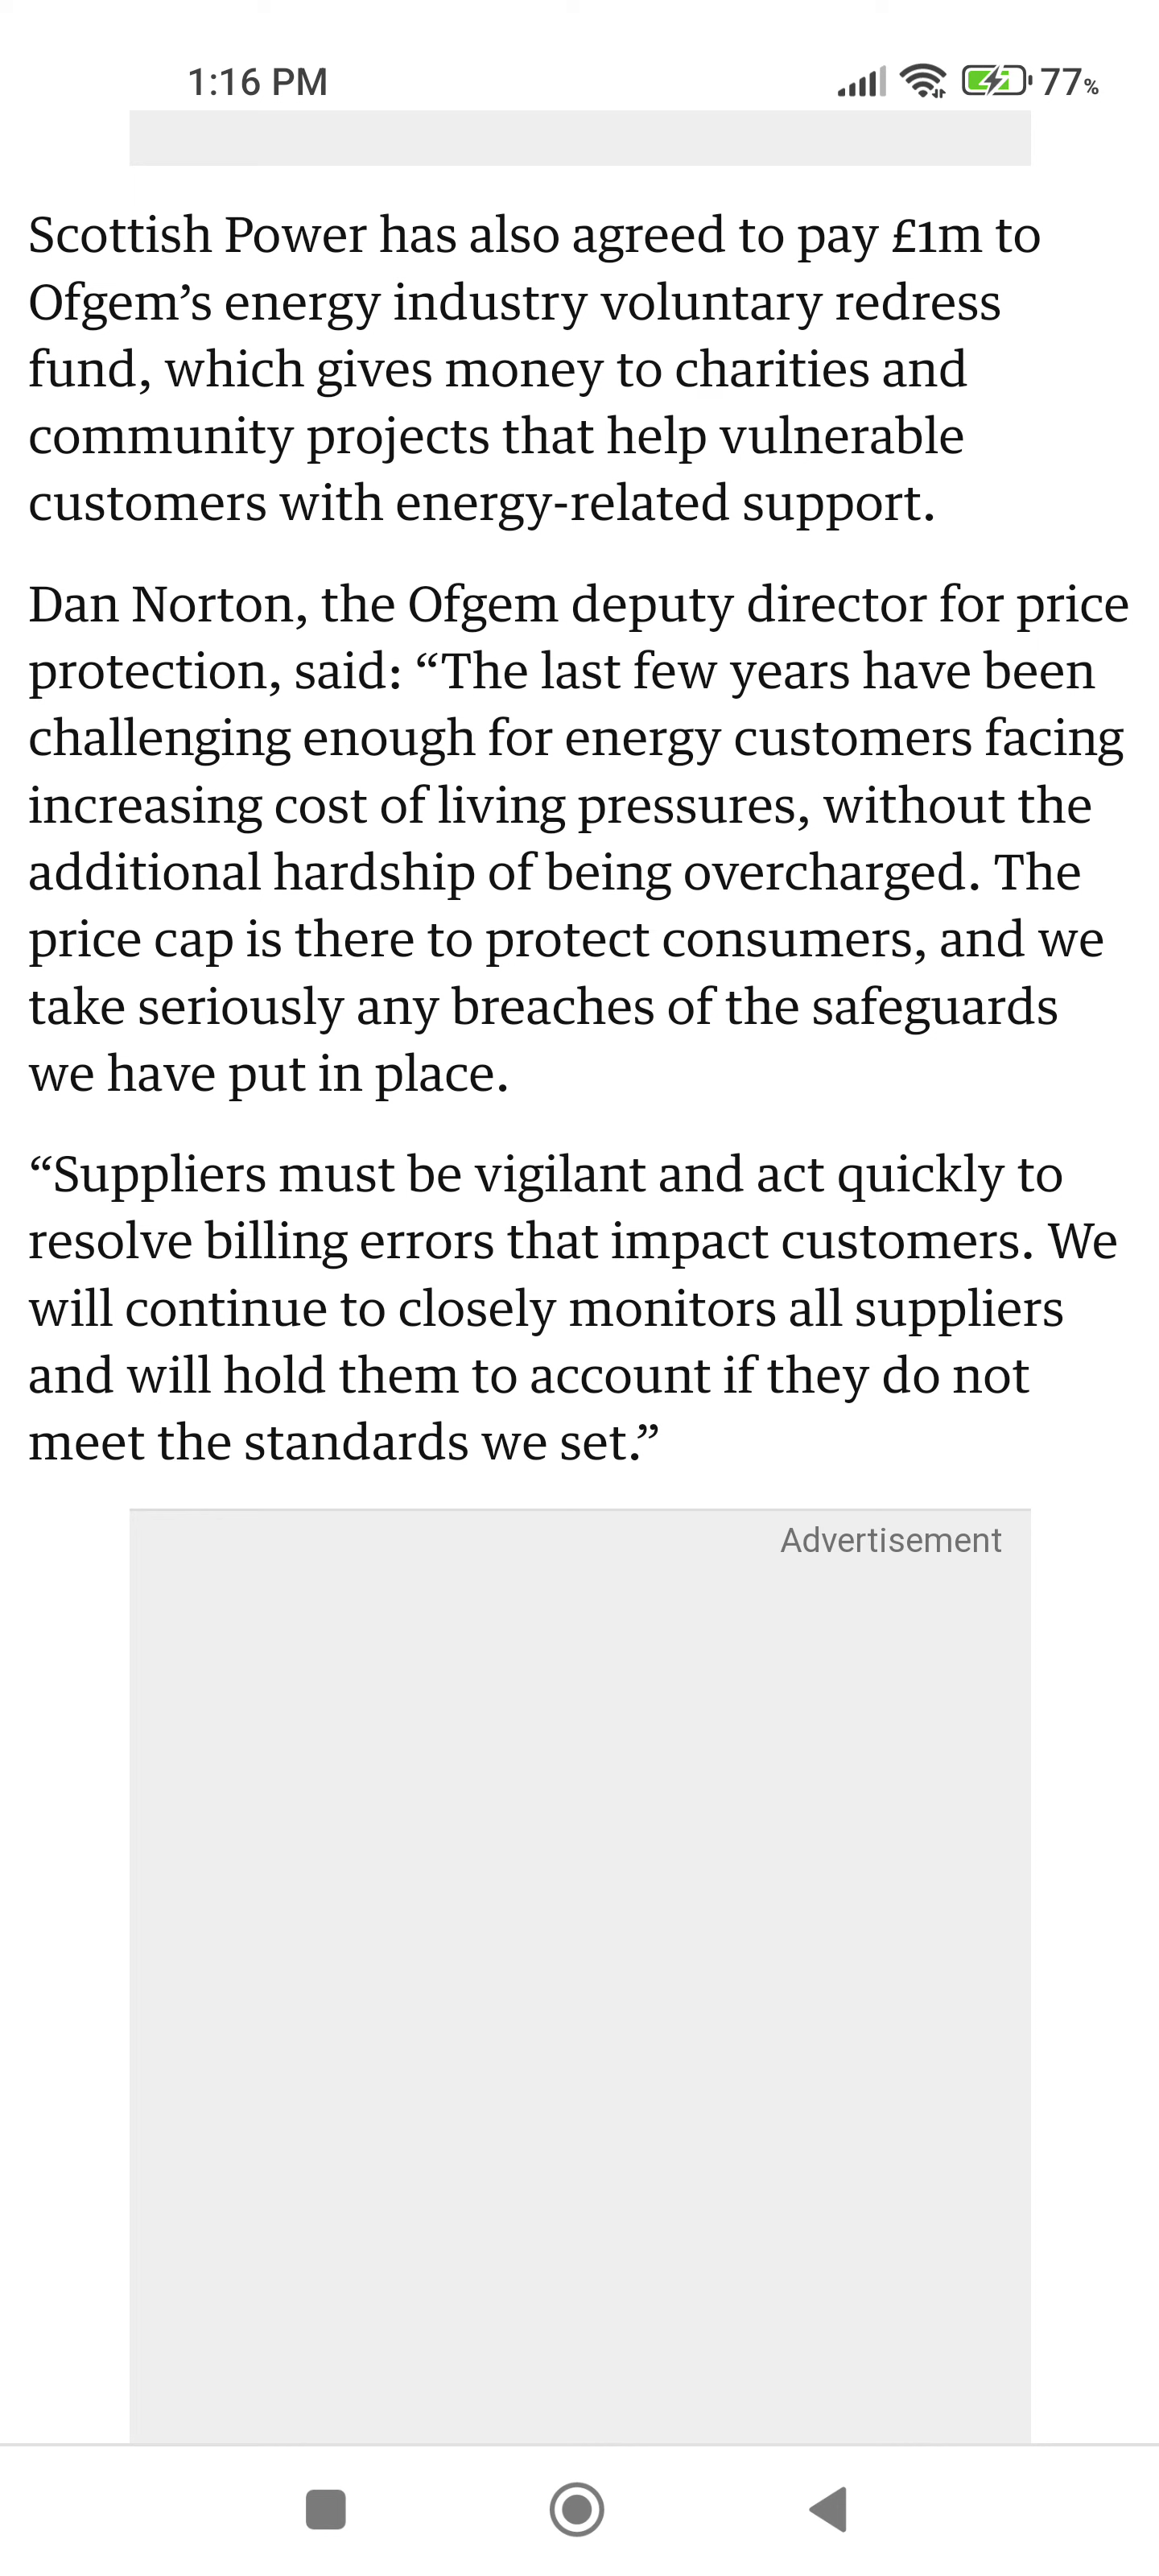 1:16 PM
77%
Scottish Power has also agreed to pay £1m to
Ofgem’s energy industry voluntary redress
fund, which gives money to charities and
community projects that help vulnerable
customers with energy-related support.
Dan Norton, the Ofgem deputy director for price
protection, said: “The last few years have been
challenging enough for energy customers facing
increasing cost of living pressures, without the
additional hardship of being overcharged. The
price cap is there to protect consumers, and we
take seriously any breaches of the safeguards
we have put in place.
“Suppliers must be vigilant and act quickly to
resolve billing errors that impact customers. We
will continue to closely monitors all suppliers
and will hold them to account if they do not
meet the standards we set.”
Advertisement